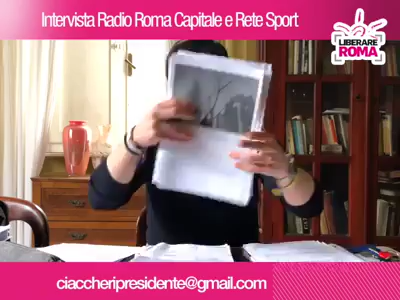 Intervista Radio Roma Capitale e Rete Sport
LIBERARE
ROMA
ciaccheripresidente@gmail.com